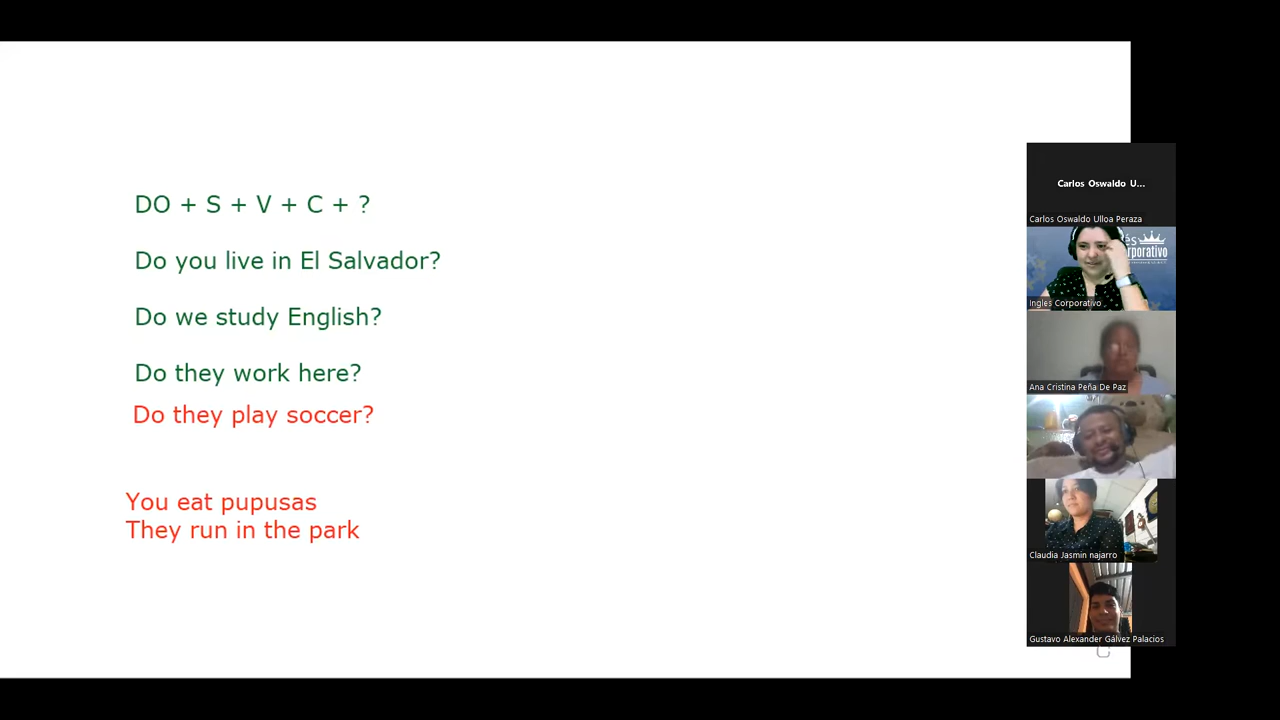 DO + S + V + C + ?
Do you live in El Salvador?
Do we study English?
Do they work here?
Do they play soccer?
You eat pupusas
They run in the park
Carlos Oswaldo U...
Carlos Oswaldo Ulloa Peraza
Ingles Corporativo
Ana Cristina Peña De Paz
Claudia Jasmin najarro
Gustavo Alexander Gálvez Palacios